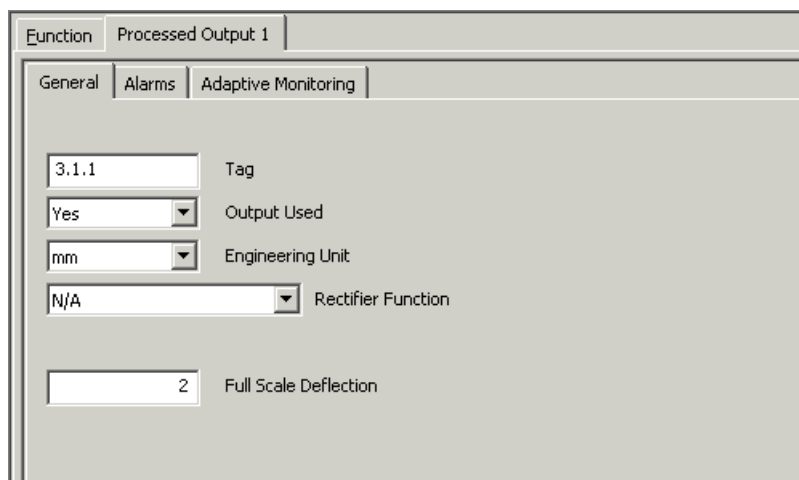 Function Processed Output 1
General Alarms Adaptive Monitoring
3.1.1 Tag
Yes Output Used
mm Engineering Unit
N/A Rectifier Function
2 Full Scale Deflection